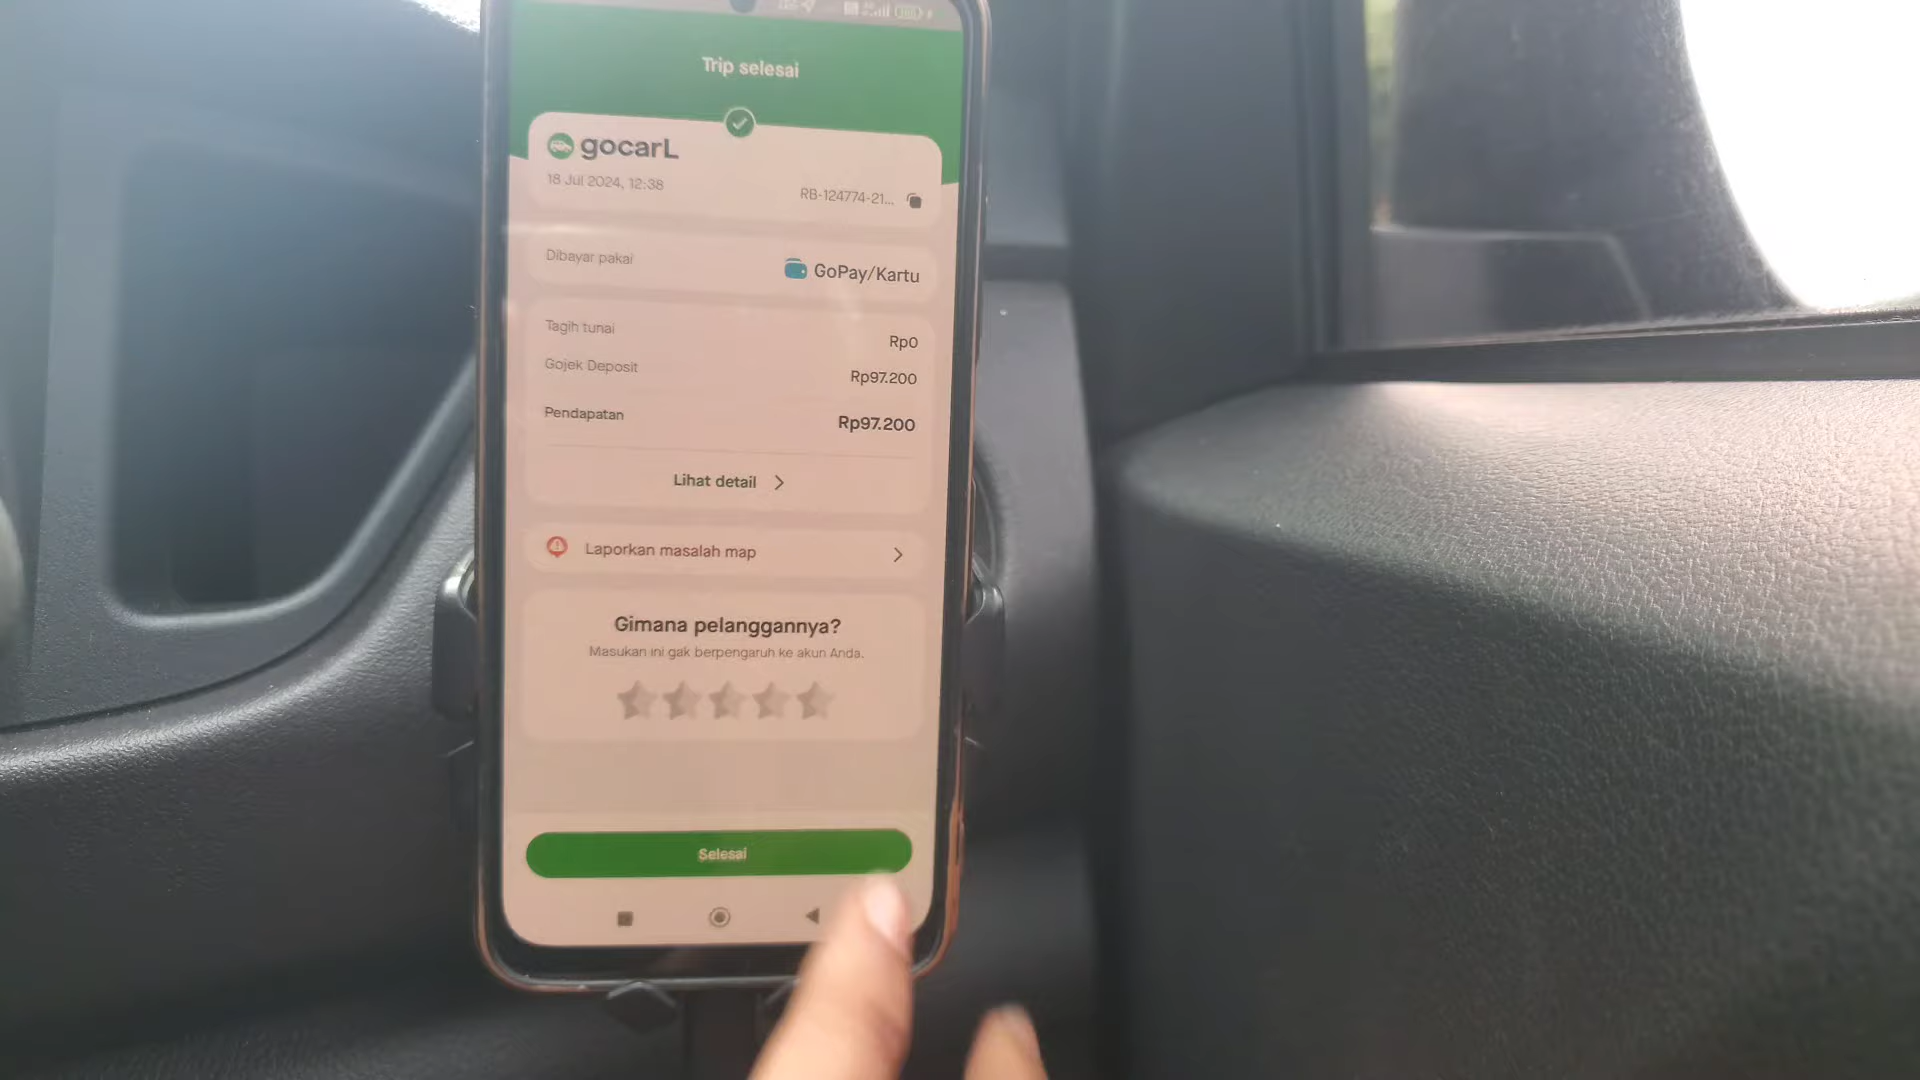 Trip selesai
gocarL
18 Jul 2024, 12:38
RB-124774-21...
Dibayar pakai
GoPay/Kartu
Tagih tunai
Rp0
Gojek Deposit
Rp97.200
Pendapatan
Rp97.200
Lihat detail
Laporkan masalah map
Gimana pelanggannya?
Masukan ini gak berpengaruh ke akun Anda.
Selesai